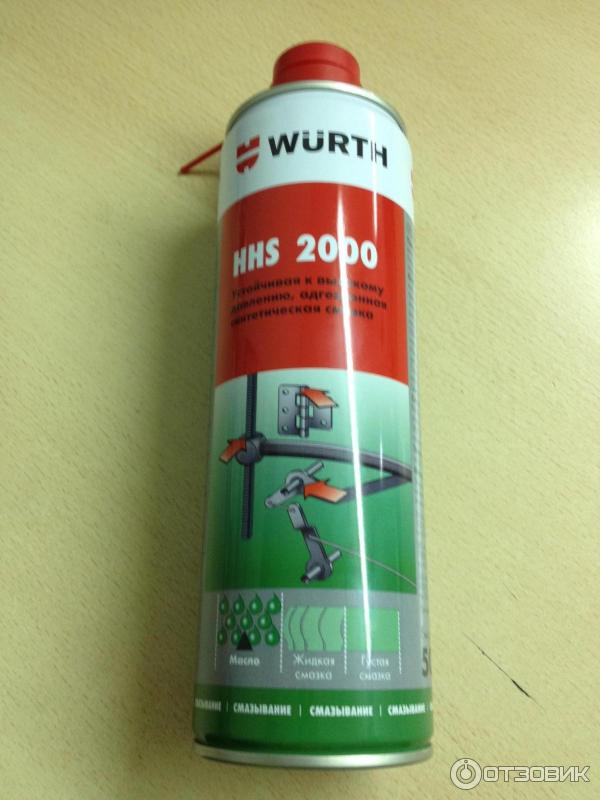 WÜRTH
HHS 2000
Устойчивая к высокому
давлению, адгезионная
синтетическая смазка
Масло
Жидкая
смазка
Густая
смазка
СМАЗЫВАНИЕ | СМАЗЫВАНИЕ | СМАЗЫВАНИЕ | СМАЗЫВАНИЕ
ОТЗОВИК